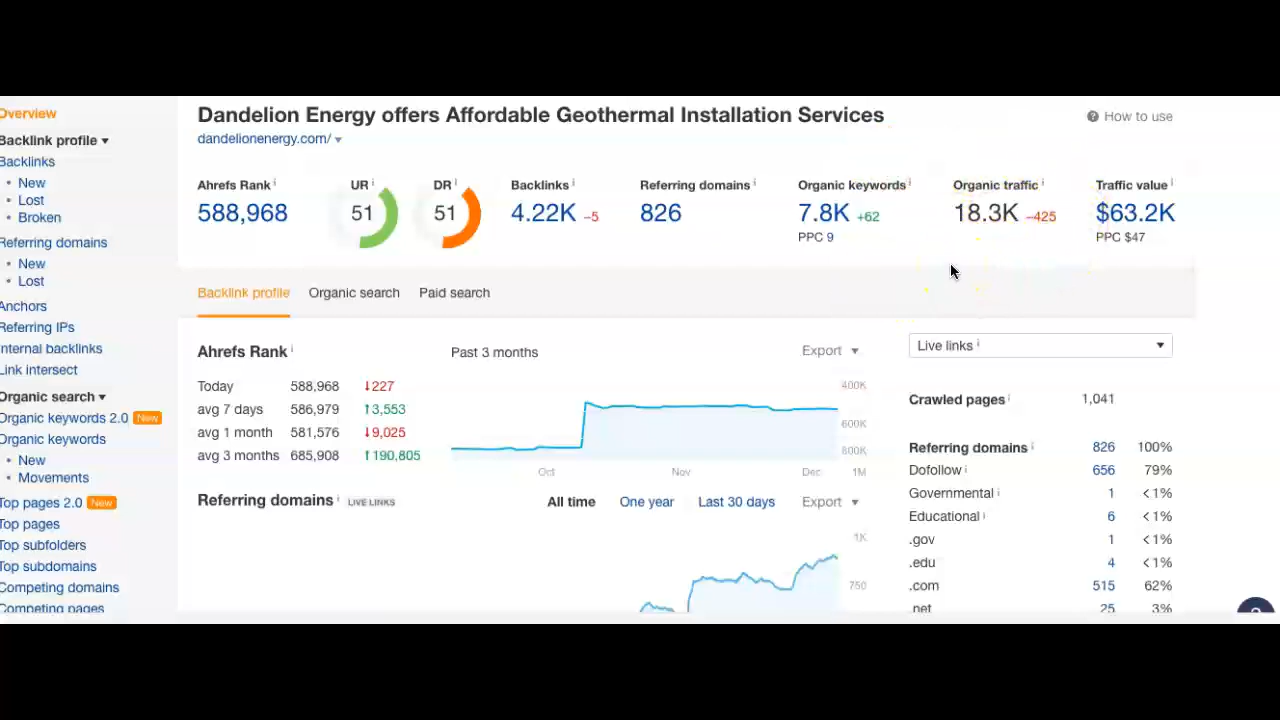 Overview
Backlink profile
Backlinks
New
Lost
Broken
Referring domains
New
Lost
Anchors
Referring IPs
Internal backlinks
Link intersect
Organic search
Organic keywords 2.0 New
Organic keywords
New
Movements
Top pages 2.0 New
Top pages
Top subfolders
Top subdomains
Competing domains
Competing pages
Dandelion Energy offers Affordable Geothermal Installation Services
How to use
dandelionenergy.com/
Ahrefs Rank UR DR Backlinks Referring domains Organic keywords Organic traffic Traffic value
588,968 51 51 4.22K -5 826 7.8K +62 18.3K -425 $63.2K
PPC 9 PPC $47
Backlink profile Organic search Paid search
Ahrefs Rank Past 3 months Export
Today 588,968 ↓227
avg 7 days 586,979 ↑3,553
avg 1 month 581,576 ↓9,025
avg 3 months 685,908 ↑190,805
400K
600K
800K
1M
Oct Nov Dec
Referring domains LIVE LINKS All time One year Last 30 days Export
1K
750
Live links
Crawled pages 1,041
Referring domains 826 100%
Dofollow 656 79%
Governmental 1 <1%
Educational 6 <1%
.gov 1 <1%
.edu 4 <1%
.com 515 62%
.net 25 3%